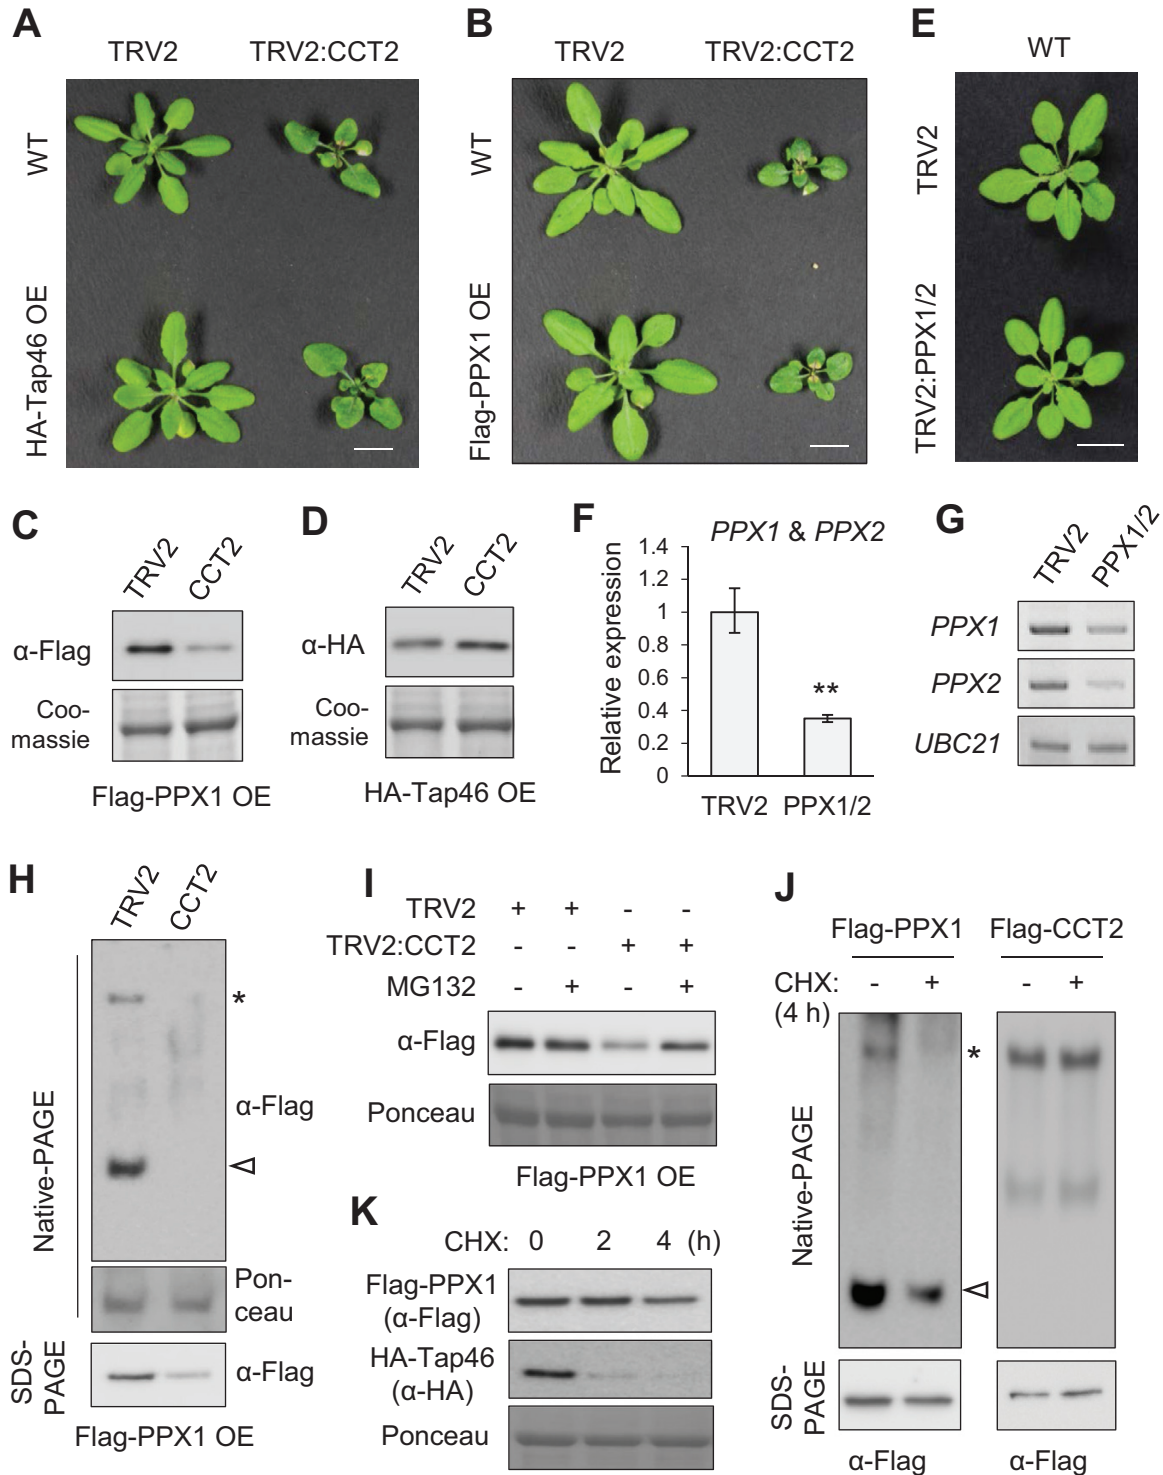 A
TRV2 TRV2:CCT2
WT
HA-Tap46 OE
B
TRV2 TRV2:CCT2
WT
Flag-PPX1 OE
E
WT
TRV2
TRV2:PPX1/2
C
TRV2 CCT2
α-Flag
Coo-
massie
Flag-PPX1 OE
D
TRV2 CCT2
α-HA
Coo-
massie
HA-Tap46 OE
F
PPX1 & PPX2
Relative expression
1.4
1.2
1
0.8
0.6
0.4
0.2
0
**
TRV2 PPX1/2
G
TRV2 PPX1/2
PPX1
PPX2
UBC21
H
TRV2 CCT2
Native-PAGE
*
α-Flag
Pon-
ceau
SDS-
PAGE
α-Flag
Flag-PPX1 OE
I
TRV2 + + - -
TRV2:CCT2 - - + +
MG132 - + - +
α-Flag
Ponceau
Flag-PPX1 OE
J
Flag-PPX1 Flag-CCT2
CHX: - + - +
(4 h)
Native-PAGE
*
SDS-
PAGE
α-Flag α-Flag
K
CHX: 0 2 4 (h)
Flag-PPX1
(α-Flag)
HA-Tap46
(α-HA)
Ponceau